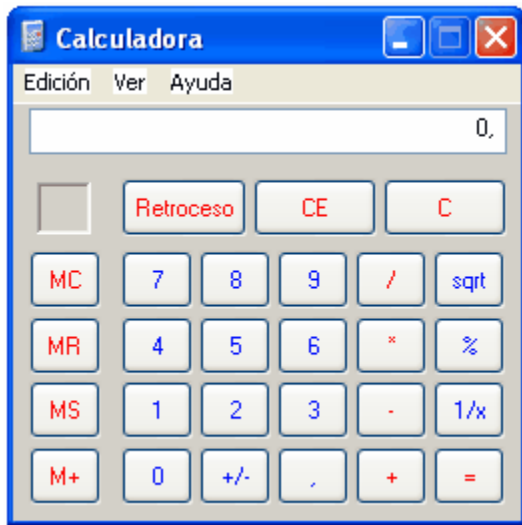 Calculadora
Edición Ver Ayuda
0,
Retroceso CE C
MC 7 8 9 / sqrt
MR 4 5 6 * %
MS 1 2 3 - 1/x
M+ 0 +/- , + =